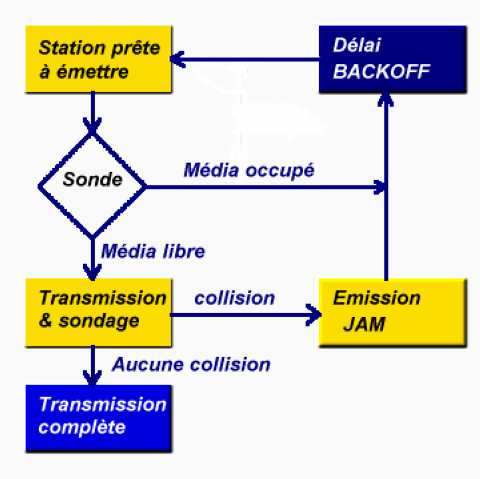 Station prête
à émettre
Délai
BACKOFF
Sonde
Média occupé
Média libre
Transmission
& sondage
collision
Emission
JAM
Aucune collision
Transmission
complète